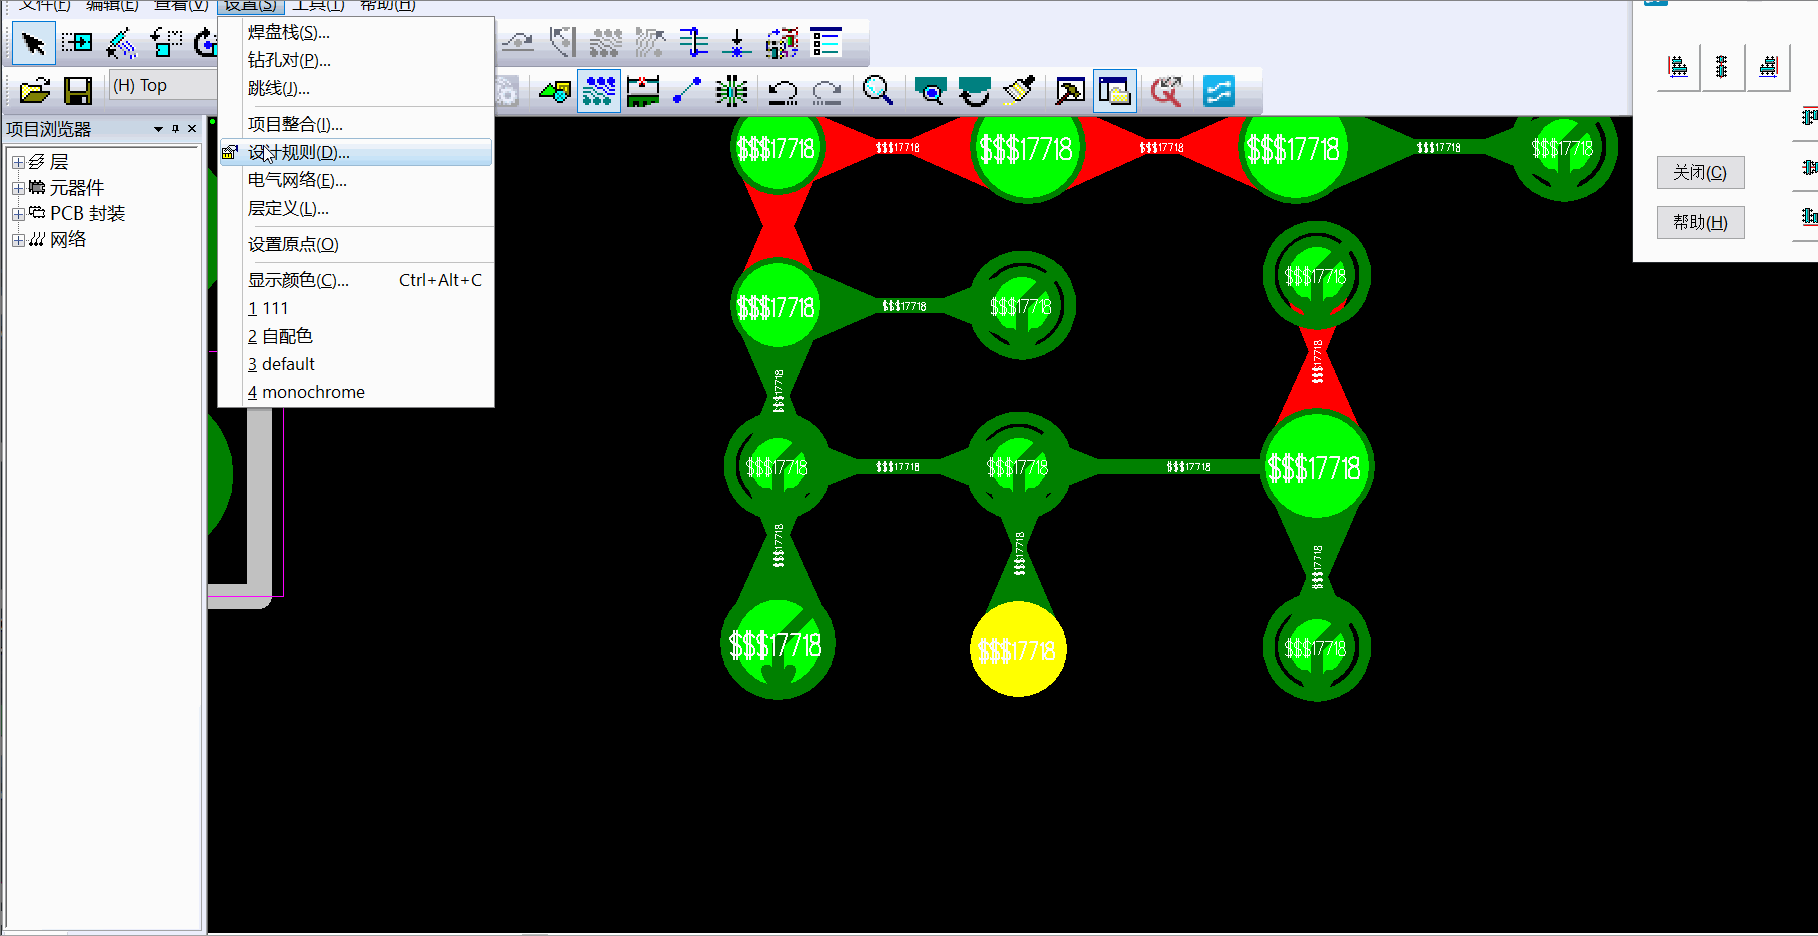 文件(F) 编辑(E) 查看(V) 设置(S) 工具(T) 帮助(H)
(H) Top
项目浏览器
层
元器件
PCB 封装
网络
焊盘栈(S)...
钻孔对(P)...
跳线(J)...
项目整合(I)...
设计规则(D)...
电气网络(E)...
层定义(L)...
设置原点(O)
显示颜色(C)... Ctrl+Alt+C
1 111
2 自配色
3 default
4 monochrome
关闭(C)
帮助(H)
$$$17718 $$$17718 $$$17718 $$$17718 $$$17718 $$$17718 $$$17718
$$$17718
$$$17718 $$$17718 $$$17718
$$$17718
$$$17718
$$$17718 $$$17718 $$$17718 $$$17718 $$$17718
$$$17718 $$$17718 $$$17718
$$$17718 $$$17718 $$$17718